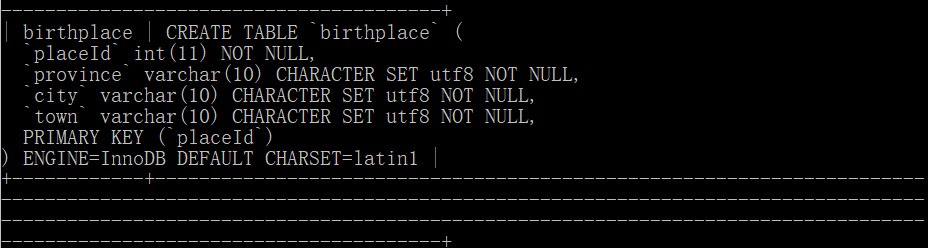 -----------------------------------------+
| birthplace | CREATE TABLE `birthplace` (
  `placeId` int(11) NOT NULL,
  `province` varchar(10) CHARACTER SET utf8 NOT NULL,
  `city` varchar(10) CHARACTER SET utf8 NOT NULL,
  `town` varchar(10) CHARACTER SET utf8 NOT NULL,
  PRIMARY KEY (`placeId`)
) ENGINE=InnoDB DEFAULT CHARSET=latin1 |
+------------+-----------------------------------------------------------------------
-------------------------------------------------------------------------------------
-------------------------------------------------------------------------------------
-----------------------------------------+